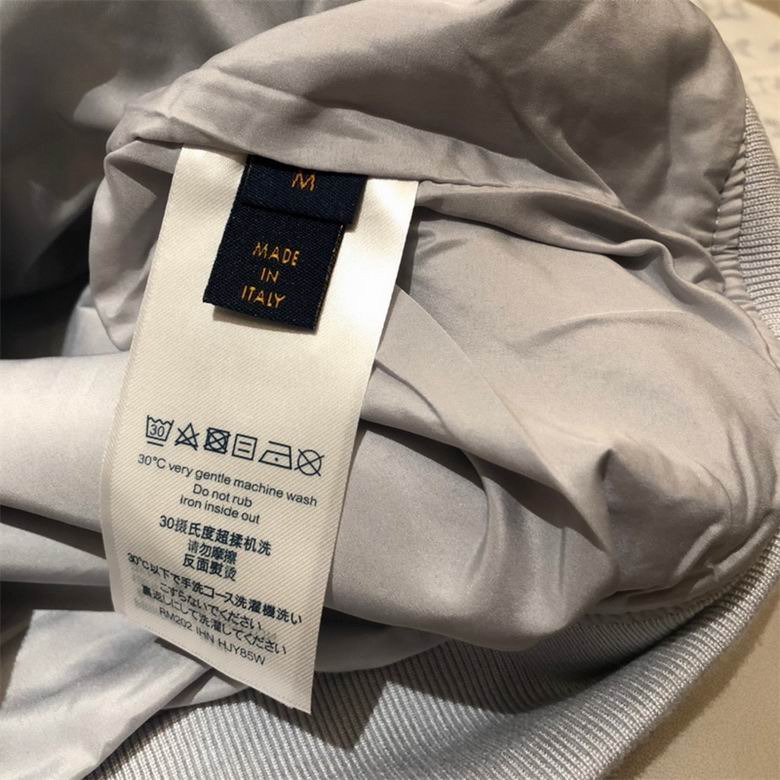 M
MADE
IN
ITALY
30
30°C very gentle machine wash
Do not rub
Iron inside out
30摄氏度超揉机洗
请勿摩擦
反面熨烫
30℃以下で手洗コース洗濯機洗い
こすらないでください
裏返しにして洗濯してください
RM202 IHN HJY85W